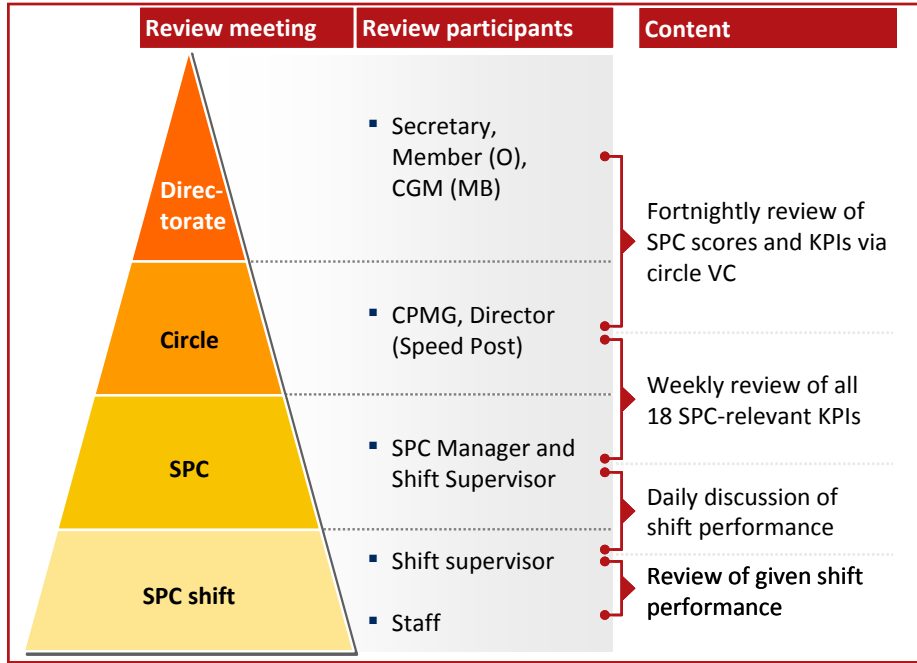 Review meeting
Review participants
Content
Direc-
torate
▪ Secretary,
Member (O),
CGM (MB)
Fortnightly review of
SPC scores and KPIs via
circle VC
Circle
▪ CPMG, Director
(Speed Post)
Weekly review of all
18 SPC-relevant KPIs
SPC
▪ SPC Manager and
Shift Supervisor
Daily discussion of
shift performance
SPC shift
▪ Shift supervisor
▪ Staff
Review of given shift
performance